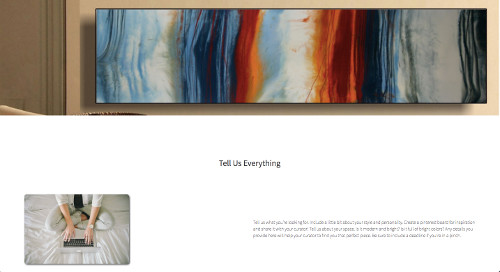 Tell Us Everything
Tell us what you're looking for. Include a little bit about your style and personality. Create a pinterest board for inspiration
and share it with your curator! Tell us about your space, is it modern and bright? is it full of bright colors? Any details you
provide here will help your curator to find you that perfect piece. Be sure to include a deadline if you're in a pinch.